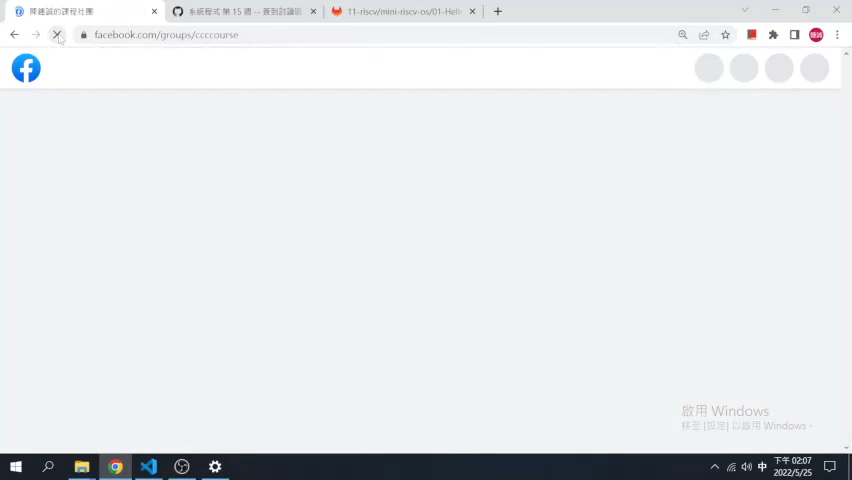 陳鍾誠的課程社團
系統程式 第 15 週 -- 簽到討論區
11-riscv/mini-riscv-os/01-Hello
facebook.com/groups/ccccourse
啟用 Windows
移至 [設定] 以啟用 Windows。
中
下午 02:07
2022/5/25